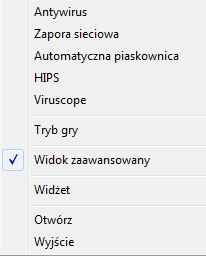 Antywirus
Zapora sieciowa
Automatyczna piaskownica
HIPS
Viruscope
Tryb gry
Widok zaawansowany
Widżet
Otwórz
Wyjście